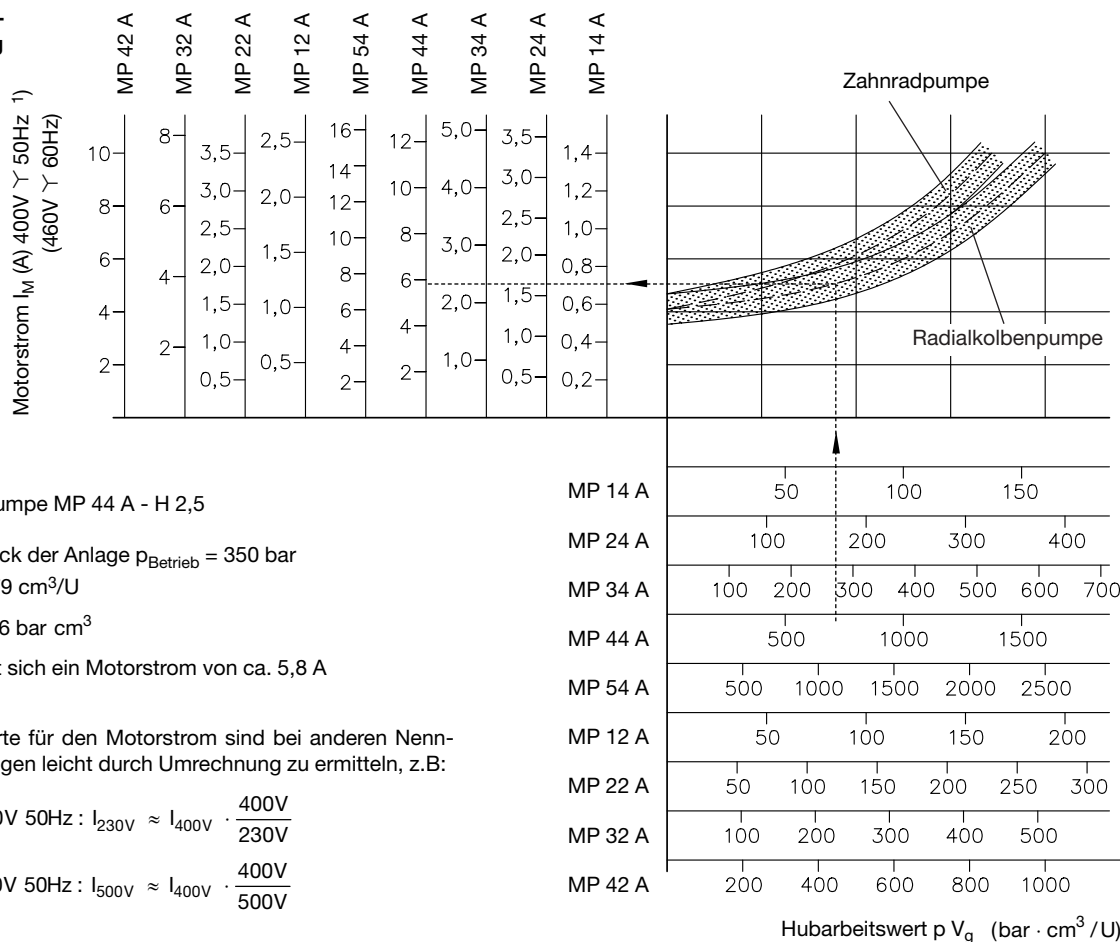 MP 42 A
MP 32 A
MP 22 A
MP 12 A
MP 54 A
MP 44 A
MP 34 A
MP 24 A
MP 14 A
Motorstrom I_M (A) 400V Y 50Hz ¹)
(460V Y 60Hz)
10 8 6 4 2
8 6 4 2
3,5 3,0 2,5 2,0 1,5 1,0 0,5
2,5 2,0 1,5 1,0 0,5
16 14 12 10 8 6 4 2
12 10 8 6 4 2
5,0 4,0 3,0 2,0 1,0
3,5 3,0 2,5 2,0 1,5 1,0 0,5
1,4 1,2 1,0 0,8 0,6 0,4 0,2
Zahnradpumpe
Radialkolbenpumpe
umpe MP 44 A - H 2,5
ck der Anlage p_Betrieb = 350 bar
9 cm³/U
6 bar cm³
t sich ein Motorstrom von ca. 5,8 A
rte für den Motorstrom sind bei anderen Nenn-
gen leicht durch Umrechnung zu ermitteln, z.B:
0V 50Hz : I_230V ≈ I_400V · 400V / 230V
0V 50Hz : I_500V ≈ I_400V · 400V / 500V
MP 14 A 50 100 150
MP 24 A 100 200 300 400
MP 34 A 100 200 300 400 500 600 700
MP 44 A 500 1000 1500
MP 54 A 500 1000 1500 2000 2500
MP 12 A 50 100 150 200
MP 22 A 50 100 150 200 250 300
MP 32 A 100 200 300 400 500
MP 42 A 200 400 600 800 1000
Hubarbeitswert p V_g (bar · cm³ /U)